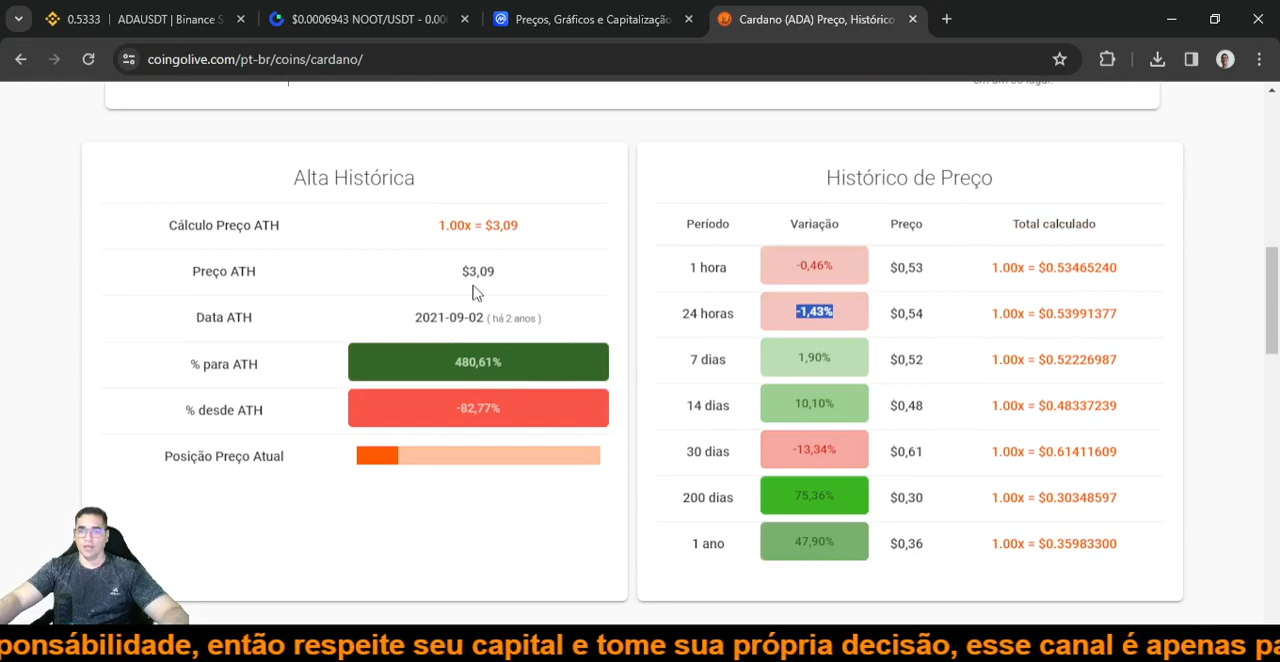 0.5333 | ADAUSDT | Binance S
$0.0006943 NOOT/USDT - 0.00
Preços, Gráficos e Capitalização
Cardano (ADA) Preço, Histórico
coingolive.com/pt-br/coins/cardano/
Alta Histórica
Cálculo Preço ATH 1.00x = $3,09
Preço ATH $3,09
Data ATH 2021-09-02 ( há 2 anos )
% para ATH 480,61%
% desde ATH -82,77%
Posição Preço Atual
Histórico de Preço
Período Variação Preço Total calculado
1 hora -0,46% $0,53 1.00x = $0.53465240
24 horas -1,43% $0,54 1.00x = $0.53991377
7 dias 1,90% $0,52 1.00x = $0.52226987
14 dias 10,10% $0,48 1.00x = $0.48337239
30 dias -13,34% $0,61 1.00x = $0.61411609
200 dias 75,36% $0,30 1.00x = $0.30348597
1 ano 47,90% $0,36 1.00x = $0.35983300
ponsábilidade, então respeite seu capital e tome sua própria decisão, esse canal é apenas pa